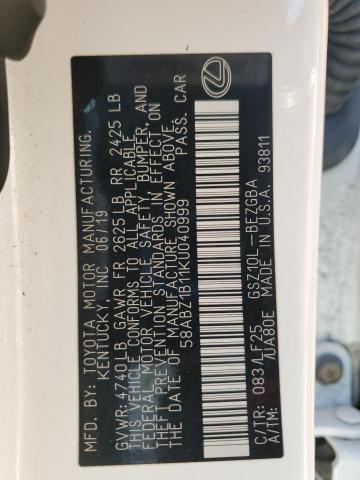 MFD. BY: TOYOTA MOTOR MANUFACTURING,
KENTUCKY, INC 06/19
GVWR: 4740LB GAWR FR 2625LB RR 2425 LB
THIS VEHICLE CONFORMS TO ALL APPLICABLE
FEDERAL MOTOR VEHICLE SAFETY, BUMPER, AND
THEFT PREVENTION STANDARDS IN EFFECT ON
THE DATE OF MANUFACTURE SHOWN ABOVE.
58ABZ1B11KU040999 PASS. CAR
C/TR: 083/LF25 GSZ10L-BEZGBA
A/TM: /UA80E MADE IN U.S.A. 93811